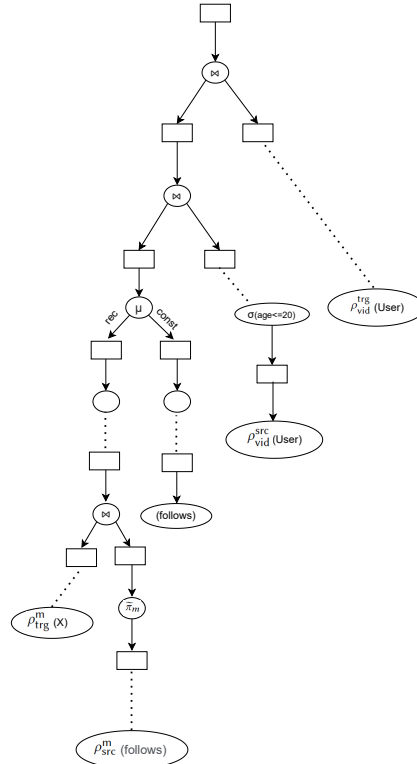 ⋈
⋈
μ
rec
const
σ(age<=20)
ρ^trg_vid (User)
ρ^src_vid (User)
⋈
(follows)
π̃_m
ρ^m_trg (X)
ρ^m_src (follows)